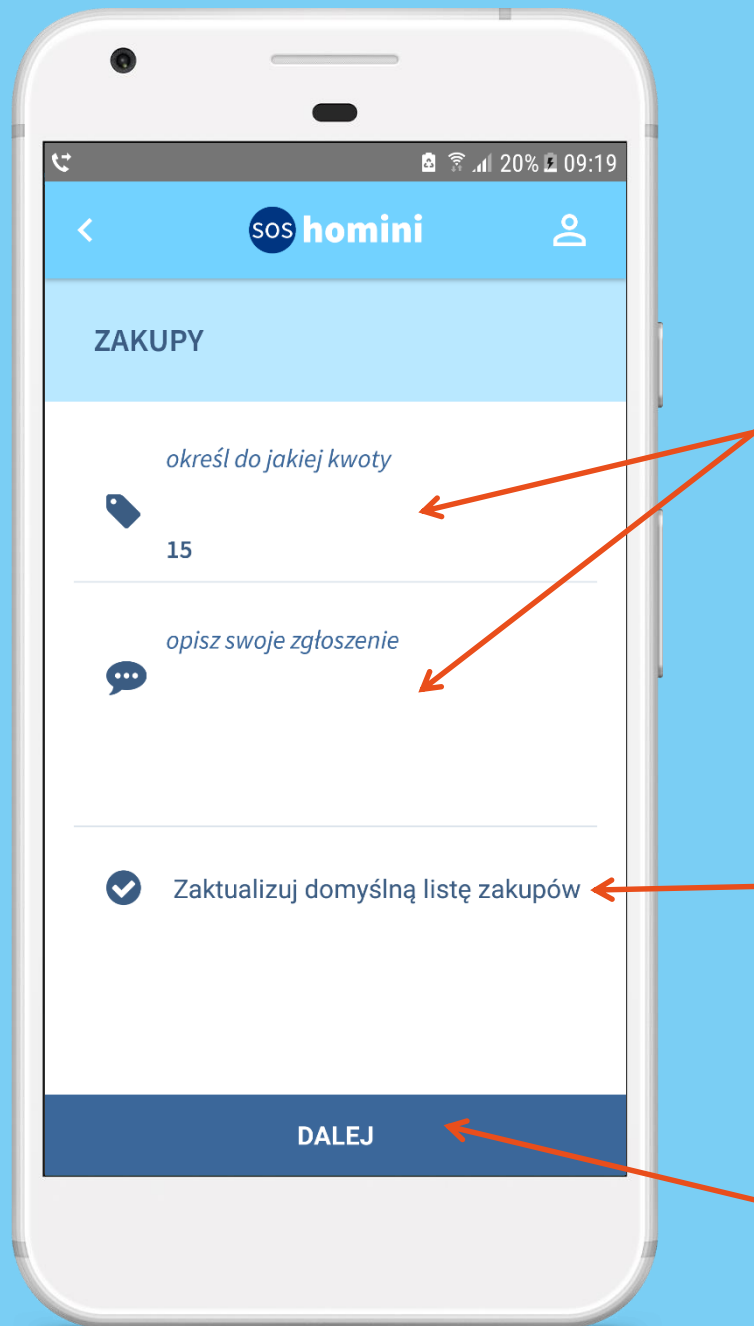 20% 09:19
sos homini
ZAKUPY
określ do jakiej kwoty
15
opisz swoje zgłoszenie
Zaktualizuj domyślną listę zakupów
DALEJ